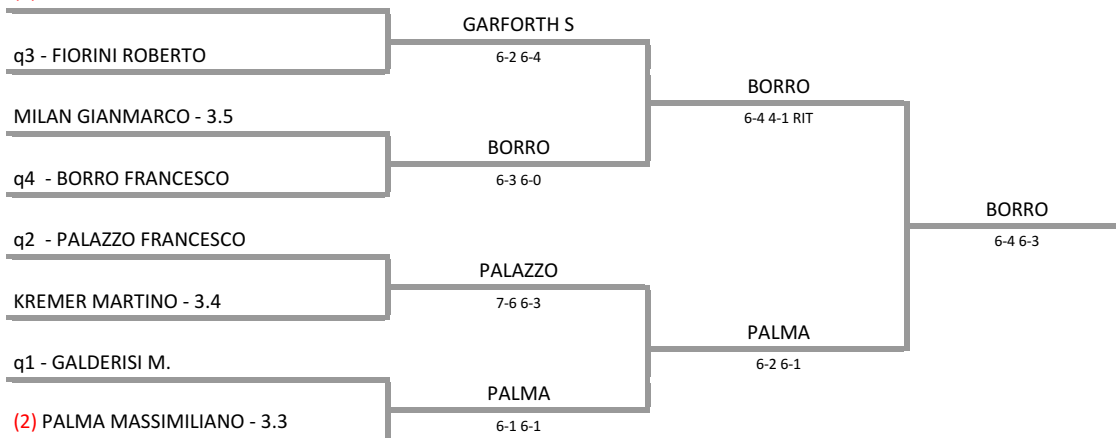 GARFORTH S
q3 - FIORINI ROBERTO
6-2 6-4
BORRO
MILAN GIANMARCO - 3.5
6-4 4-1 RIT
BORRO
q4 - BORRO FRANCESCO
6-3 6-0
BORRO
q2 - PALAZZO FRANCESCO
6-4 6-3
PALAZZO
KREMER MARTINO - 3.4
7-6 6-3
PALMA
q1 - GALDERISI M.
6-2 6-1
PALMA
(2) PALMA MASSIMILIANO - 3.3
6-1 6-1